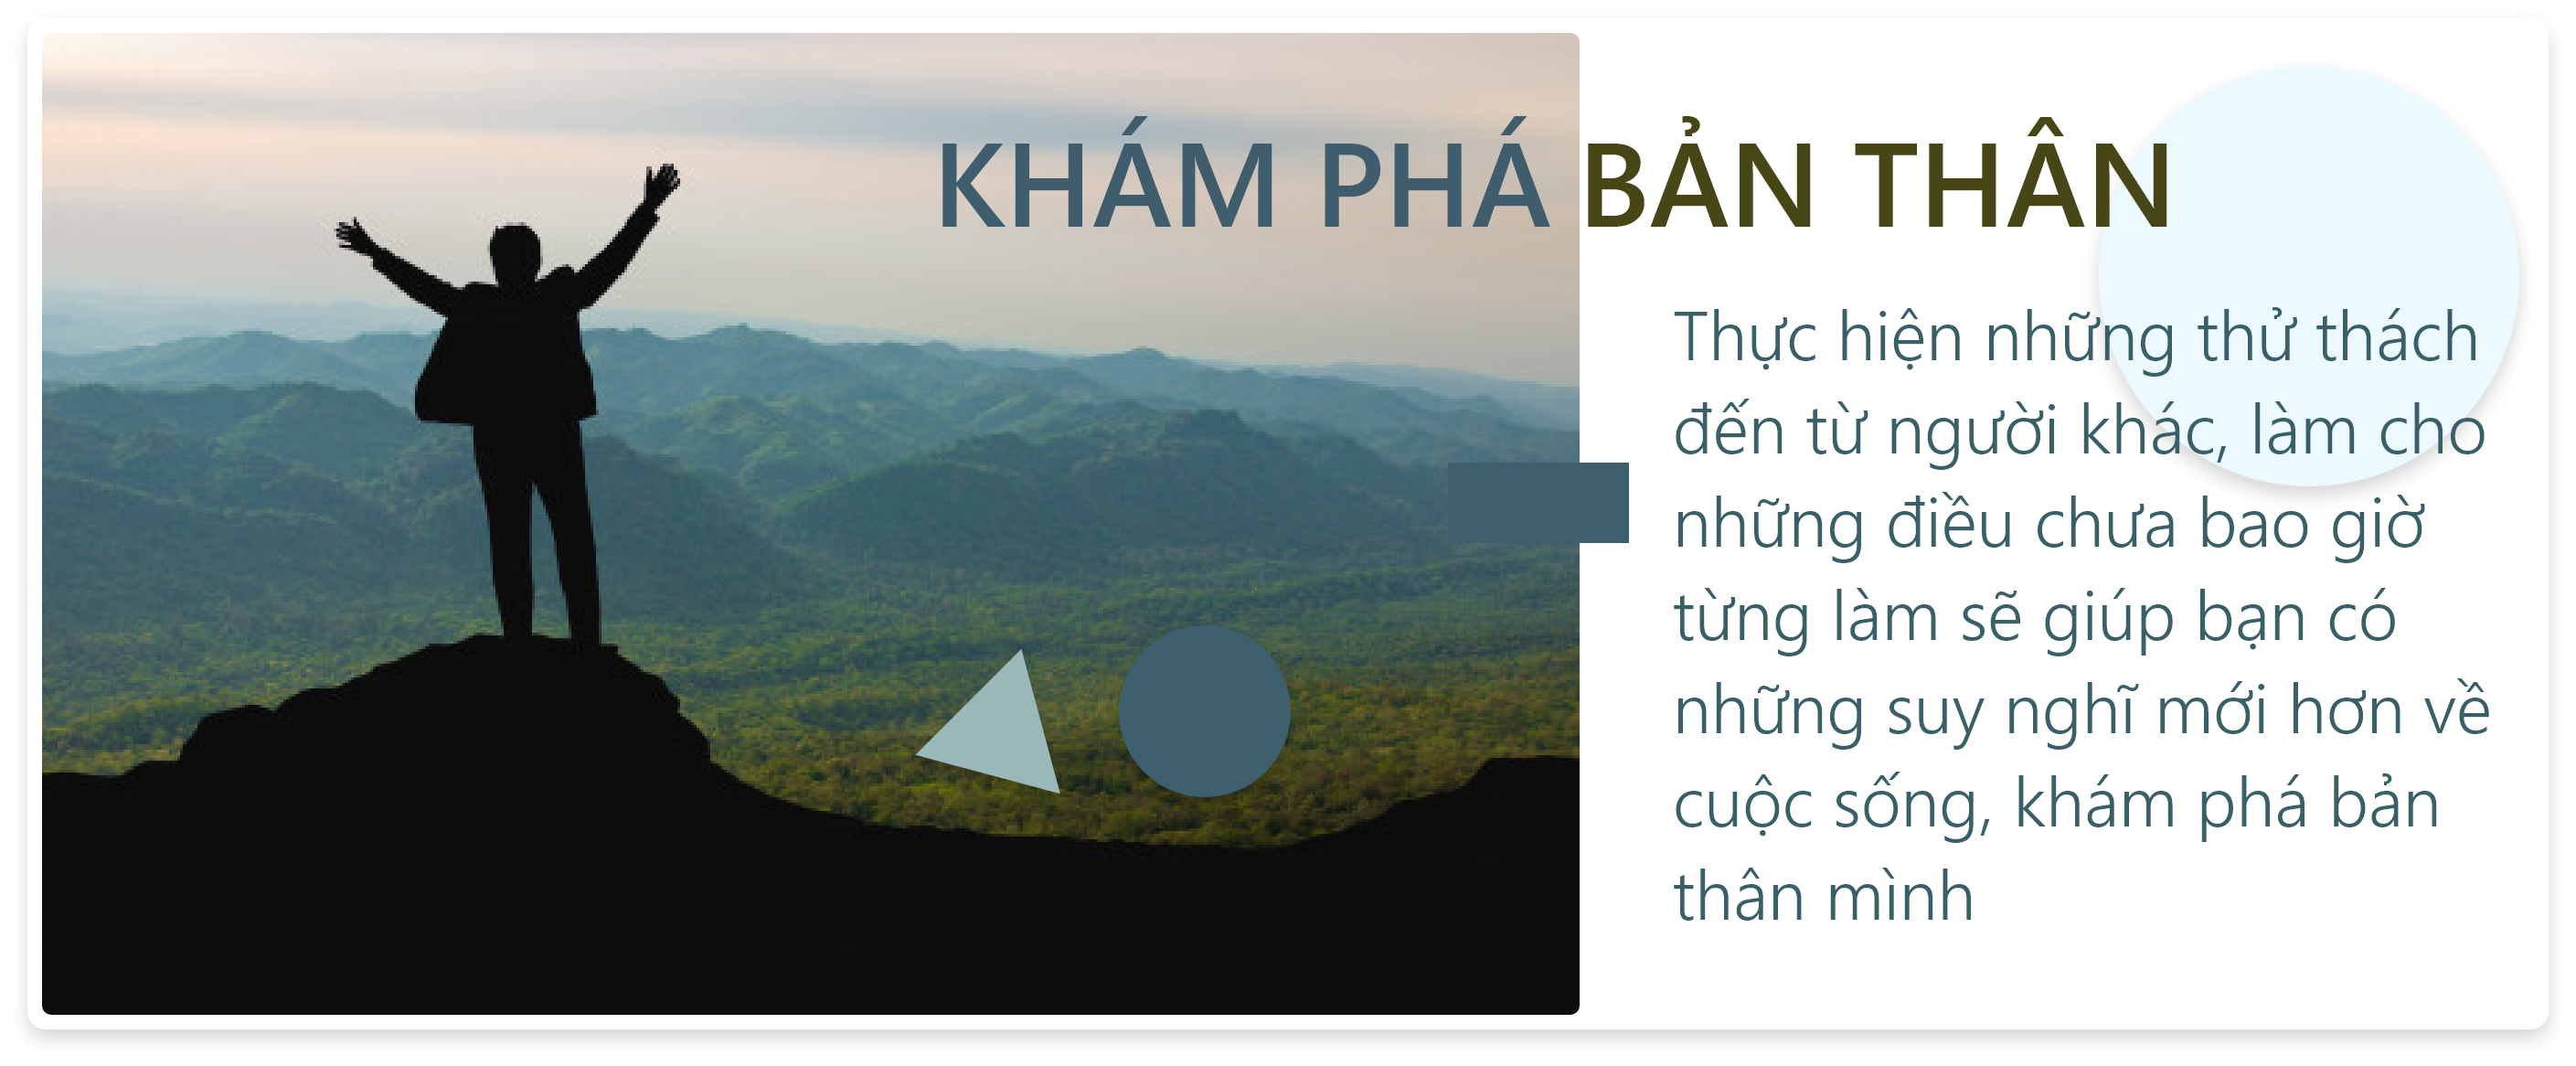 KHÁM PHÁ BẢN THÂN
Thực hiện những thử thách
đến từ người khác, làm cho
những điều chưa bao giờ
từng làm sẽ giúp bạn có
những suy nghĩ mới hơn về
cuộc sống, khám phá bản
thân mình